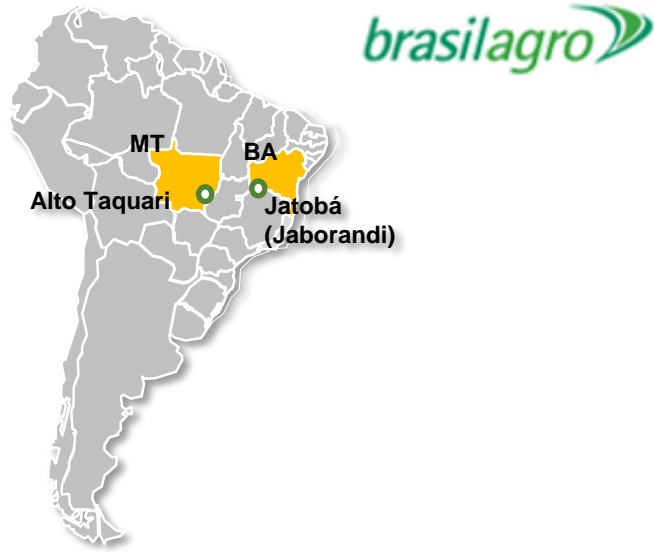 brasilagro
MT
BA
Alto Taquari
Jatobá
(Jaborandi)